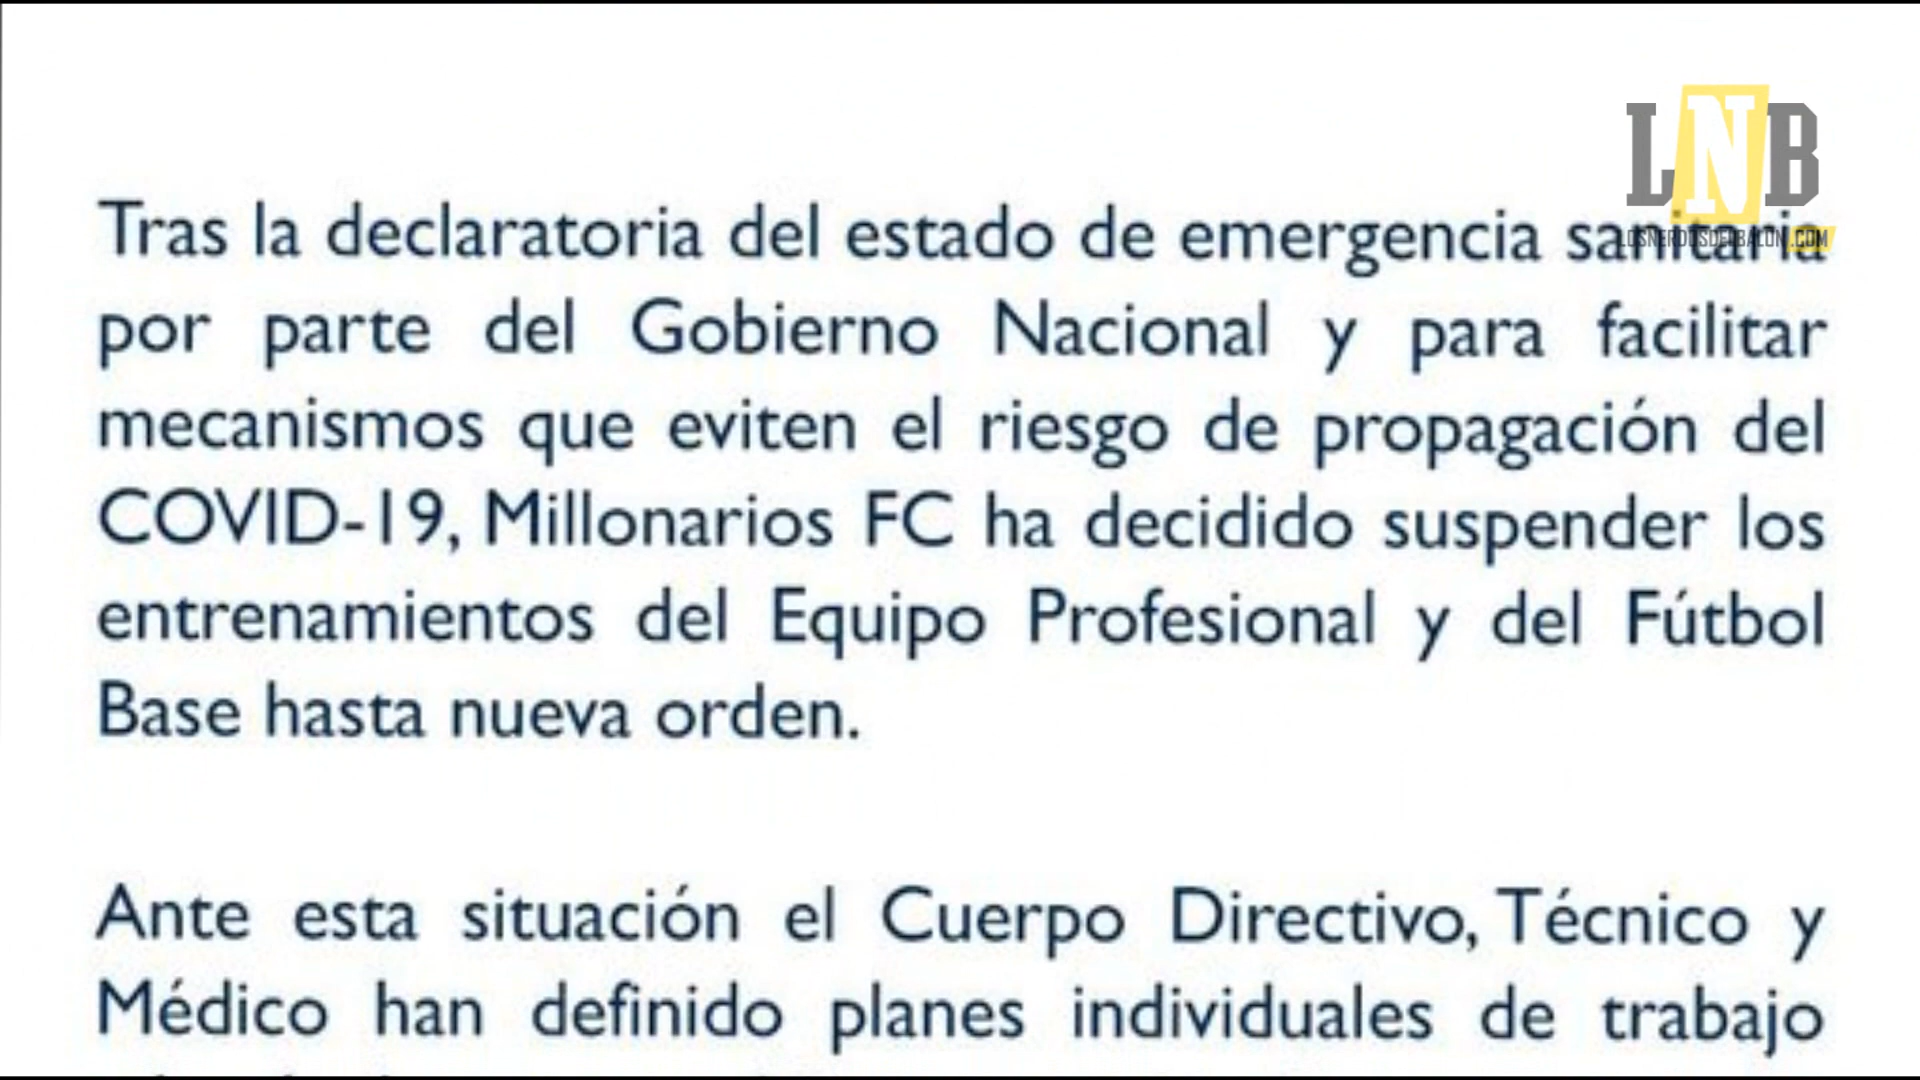 LNB
LOSNERDOSDELBALON.COM
Tras la declaratoria del estado de emergencia sanitaria
por parte del Gobierno Nacional y para facilitar
mecanismos que eviten el riesgo de propagación del
COVID-19, Millonarios FC ha decidido suspender los
entrenamientos del Equipo Profesional y del Fútbol
Base hasta nueva orden.
Ante esta situación el Cuerpo Directivo, Técnico y
Médico han definido planes individuales de trabajo